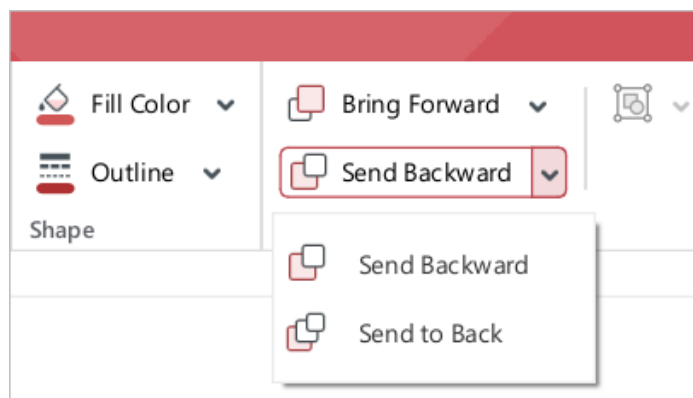 Fill Color
Bring Forward
Outline
Send Backward
Shape
Send Backward
Send to Back